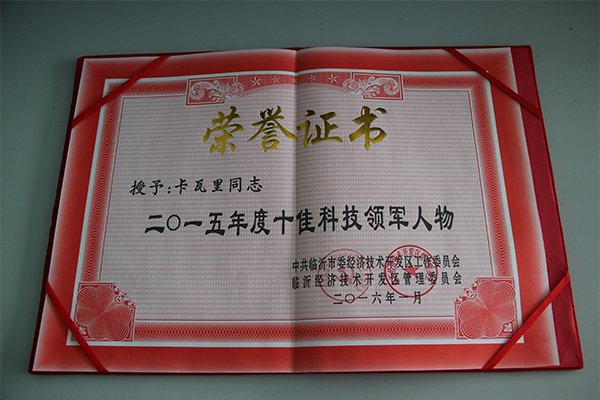 荣誉证书
授予:卡瓦里同志
二〇一五年度十佳科技领军人物
中共临沂市委经济技术开发区工作委员会
临沂经济技术开发区管理委员会
二〇一六年一月